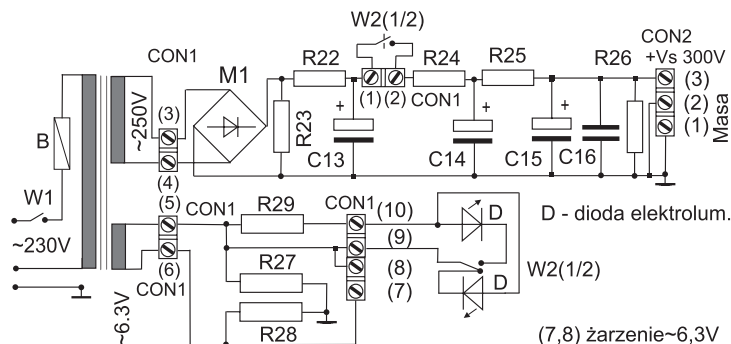 W2(1/2)
CON1
M1
R22
R24
R25
R26
CON2
+Vs 300V
(3)
(2)
(1)
Masa
~250V
(3)
(4)
R23
+
C13
(1)
(2)
CON1
+
C14
+
C15
C16
B
W1
~230V
(5)
(6)
CON1
CON1
~6.3V
R29
R27
R28
CON1
(10)
(9)
(8)
(7)
D
D
W2(1/2)
D - dioda elektrolum.
(7,8) żarzenie~6,3V